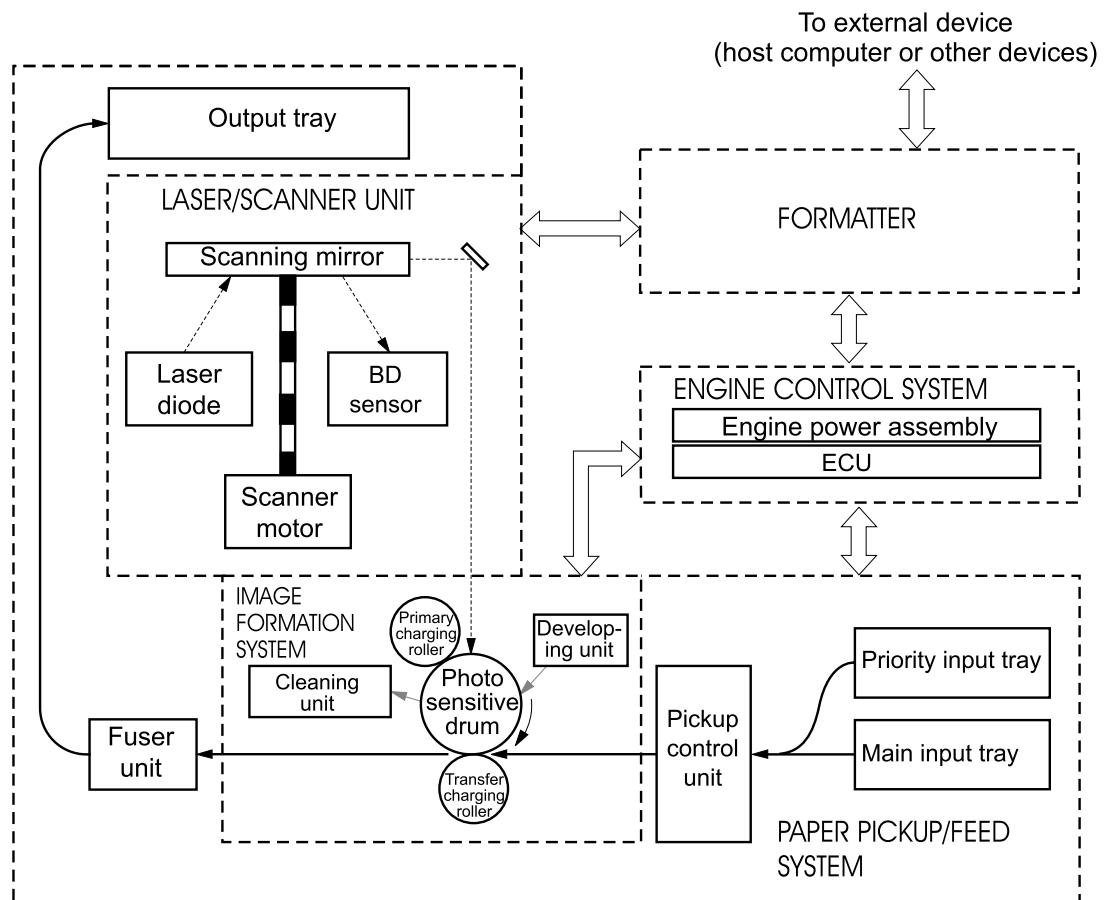 To external device
(host computer or other devices)
Output tray
LASER/SCANNER UNIT
FORMATTER
Scanning mirror
Laser
diode
BD
sensor
Scanner
motor
ENGINE CONTROL SYSTEM
Engine power assembly
ECU
IMAGE
FORMATION
SYSTEM
Primary
charging
roller
Develop-
ing unit
Cleaning
unit
Photo
sensitive
drum
Transfer
charging
roller
Fuser
unit
Pickup
control
unit
Priority input tray
Main input tray
PAPER PICKUP/FEED
SYSTEM